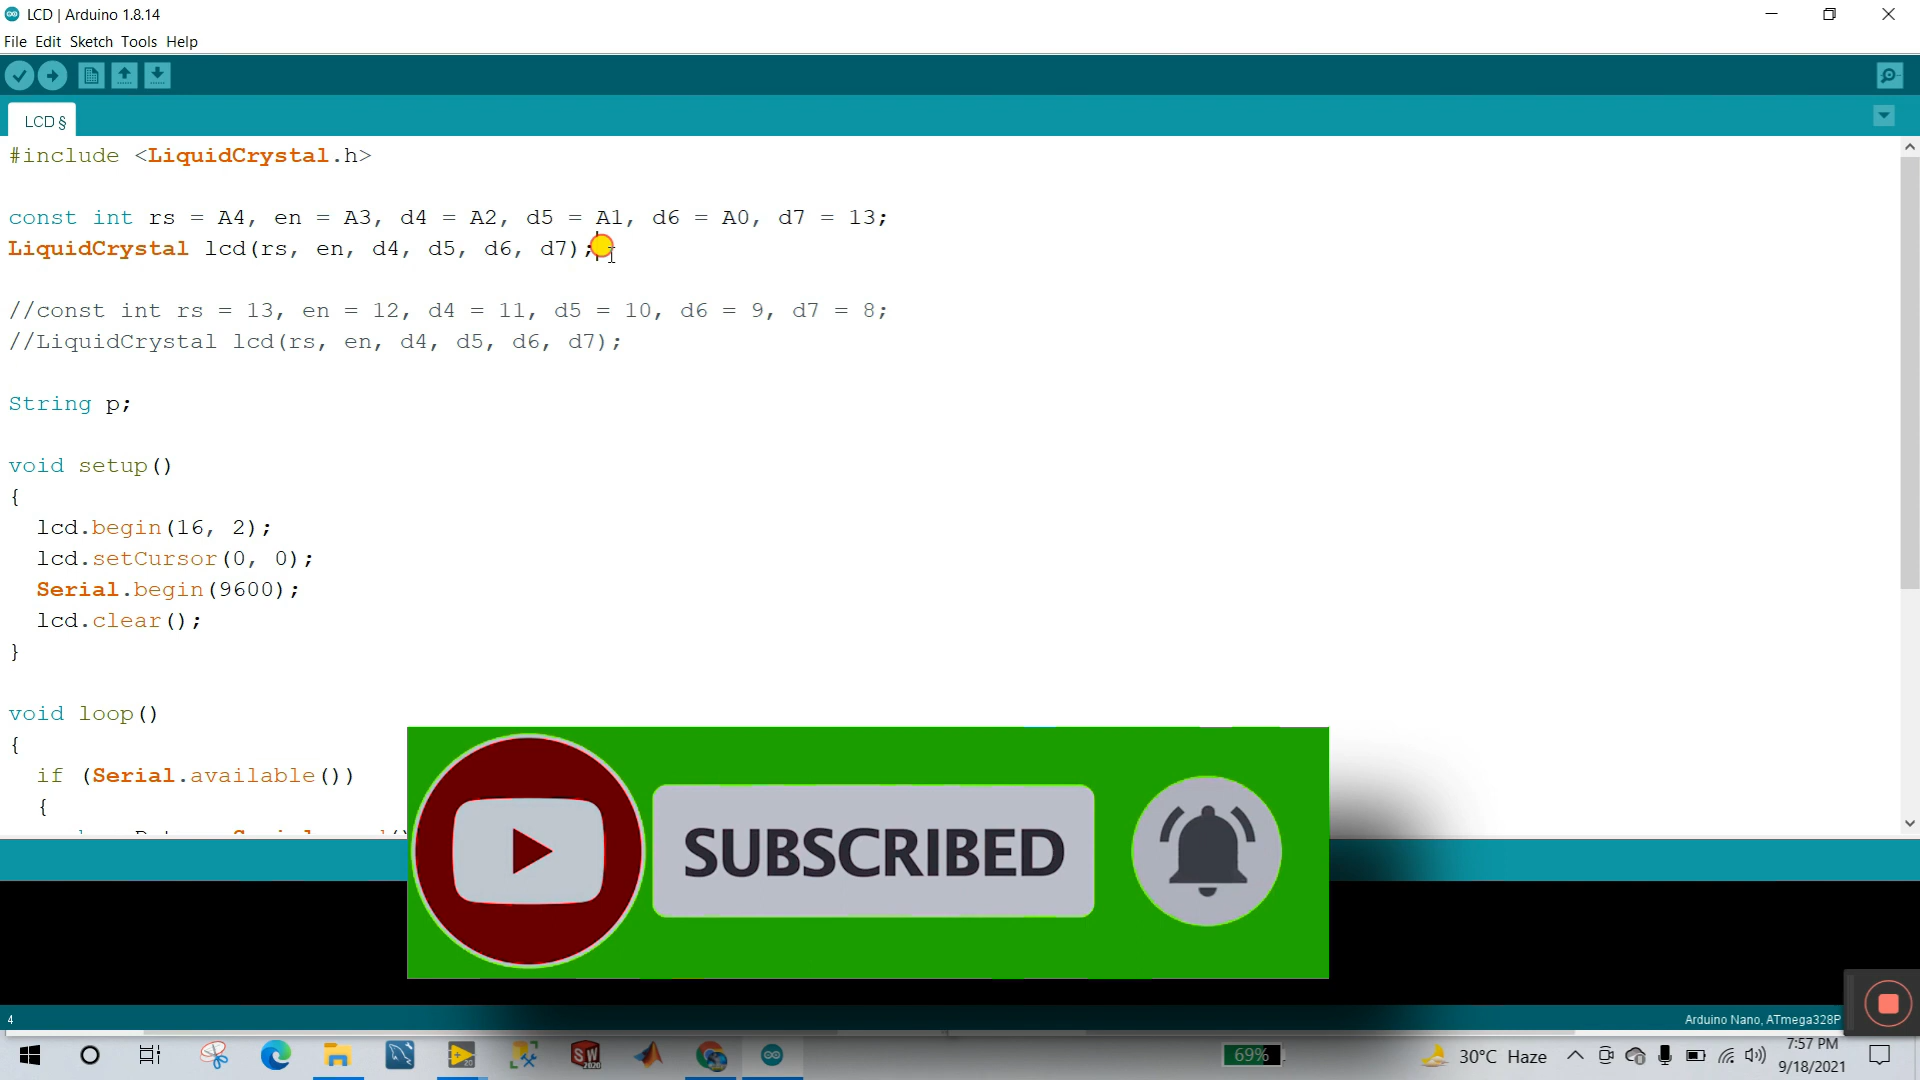 LCD | Arduino 1.8.14
File Edit Sketch Tools Help
LCD §
#include <LiquidCrystal.h>
const int rs = A4, en = A3, d4 = A2, d5 = A1, d6 = A0, d7 = 13;
LiquidCrystal lcd(rs, en, d4, d5, d6, d7);
//const int rs = 13, en = 12, d4 = 11, d5 = 10, d6 = 9, d7 = 8;
//LiquidCrystal lcd(rs, en, d4, d5, d6, d7);
String p;
void setup()
{
lcd.begin(16, 2);
lcd.setCursor(0, 0);
Serial.begin(9600);
lcd.clear();
}
void loop()
{
if (Serial.available())
{
SUBSCRIBED
4
Arduino Nano, ATmega328P
69%
30°C Haze
7:57 PM
9/18/2021